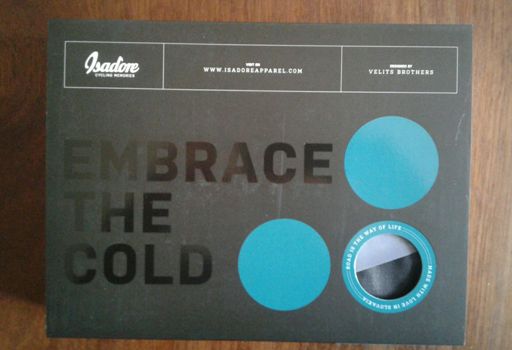 Isadore
CYCLING MEMORIES
VISIT US
WWW.ISADOREAPPAREL.COM
DESIGNED BY
VELITS BROTHERS
EMBRACE
THE
COLD
ROAD IS THE WAY OF LIFE
MADE WITH LOVE IN SLOVAKIA